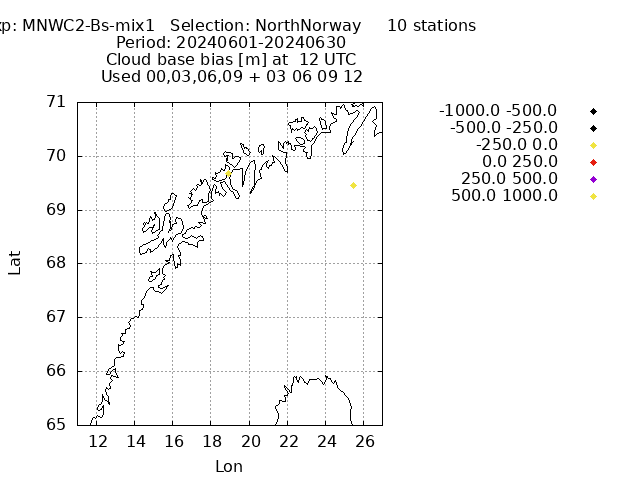 xp: MNWC2-Bs-mix1 Selection: NorthNorway 10 stations
Period: 20240601-20240630
Cloud base bias [m] at 12 UTC
Used 00,03,06,09 + 03 06 09 12
-1000.0 -500.0
-500.0 -250.0
-250.0 0.0
0.0 250.0
250.0 500.0
500.0 1000.0
71
70
69
68
67
66
65
Lat
12 14 16 18 20 22 24 26
Lon